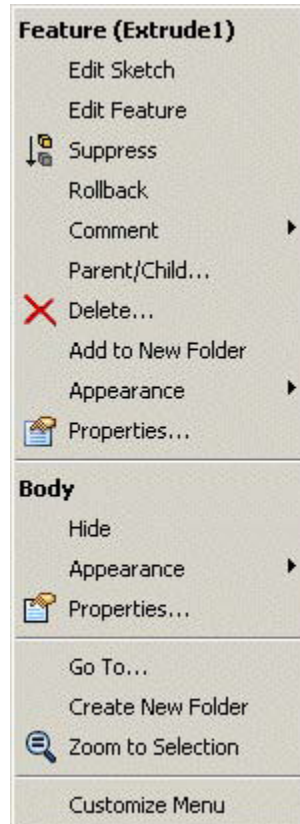 Feature (Extrude1)
Edit Sketch
Edit Feature
Suppress
Rollback
Comment
Parent/Child...
Delete...
Add to New Folder
Appearance
Properties...
Body
Hide
Appearance
Properties...
Go To...
Create New Folder
Zoom to Selection
Customize Menu